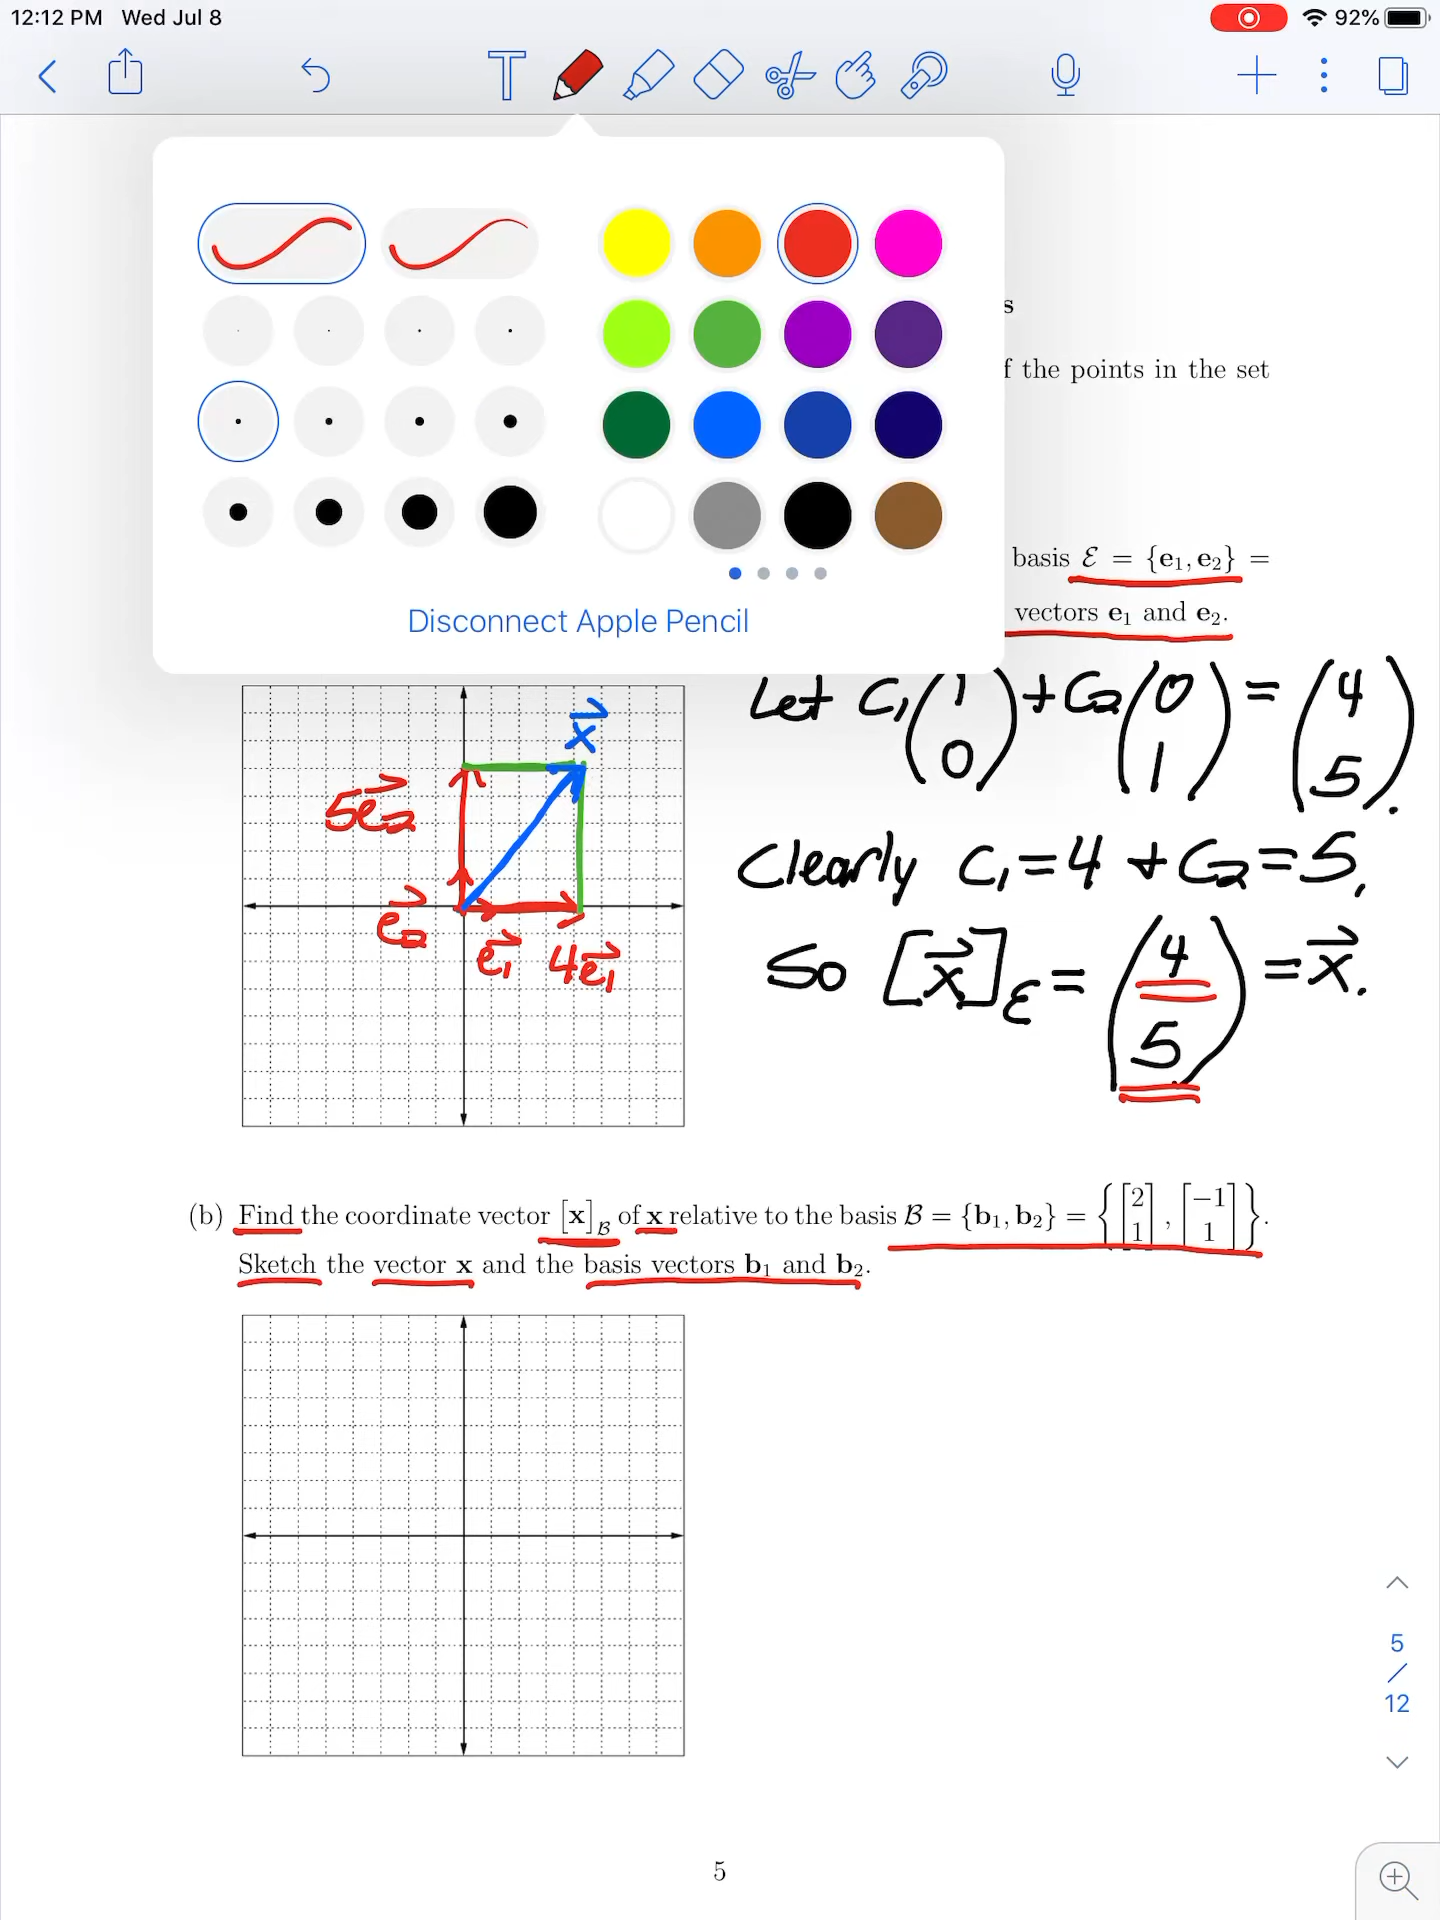 12:12 PM Wed Jul 8 92%
T
s
f the points in the set
basis ℰ = {e₁, e₂} =
vectors e₁ and e₂.
Disconnect Apple Pencil
Let C₁(1 0) + C₂(0 1) = (4 5).
Clearly C₁ = 4 + C₂ = 5,
So [x⃗]ℰ = (4 5) = x⃗.
x⃗
5e⃗₂
e⃗₂
e⃗₁ 4e⃗₁
(b) Find the coordinate vector [x]_ℬ of x relative to the basis ℬ = {b₁, b₂} = {[2 1], [−1 1]}.
Sketch the vector x and the basis vectors b₁ and b₂.
5
/
12
5